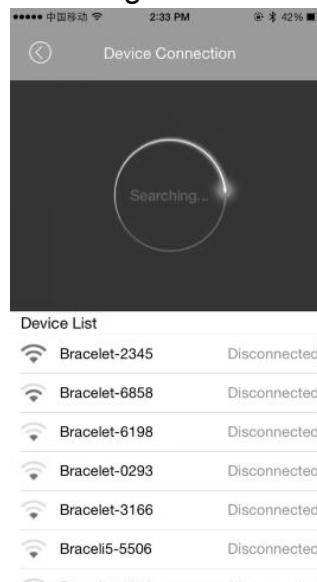 中国移动 2:33 PM 42%
Device Connection
Searching...
Device List
Bracelet-2345 Disconnected
Bracelet-6858 Disconnected
Bracelet-6198 Disconnected
Bracelet-0293 Disconnected
Bracelet-3166 Disconnected
Braceli5-5506 Disconnected